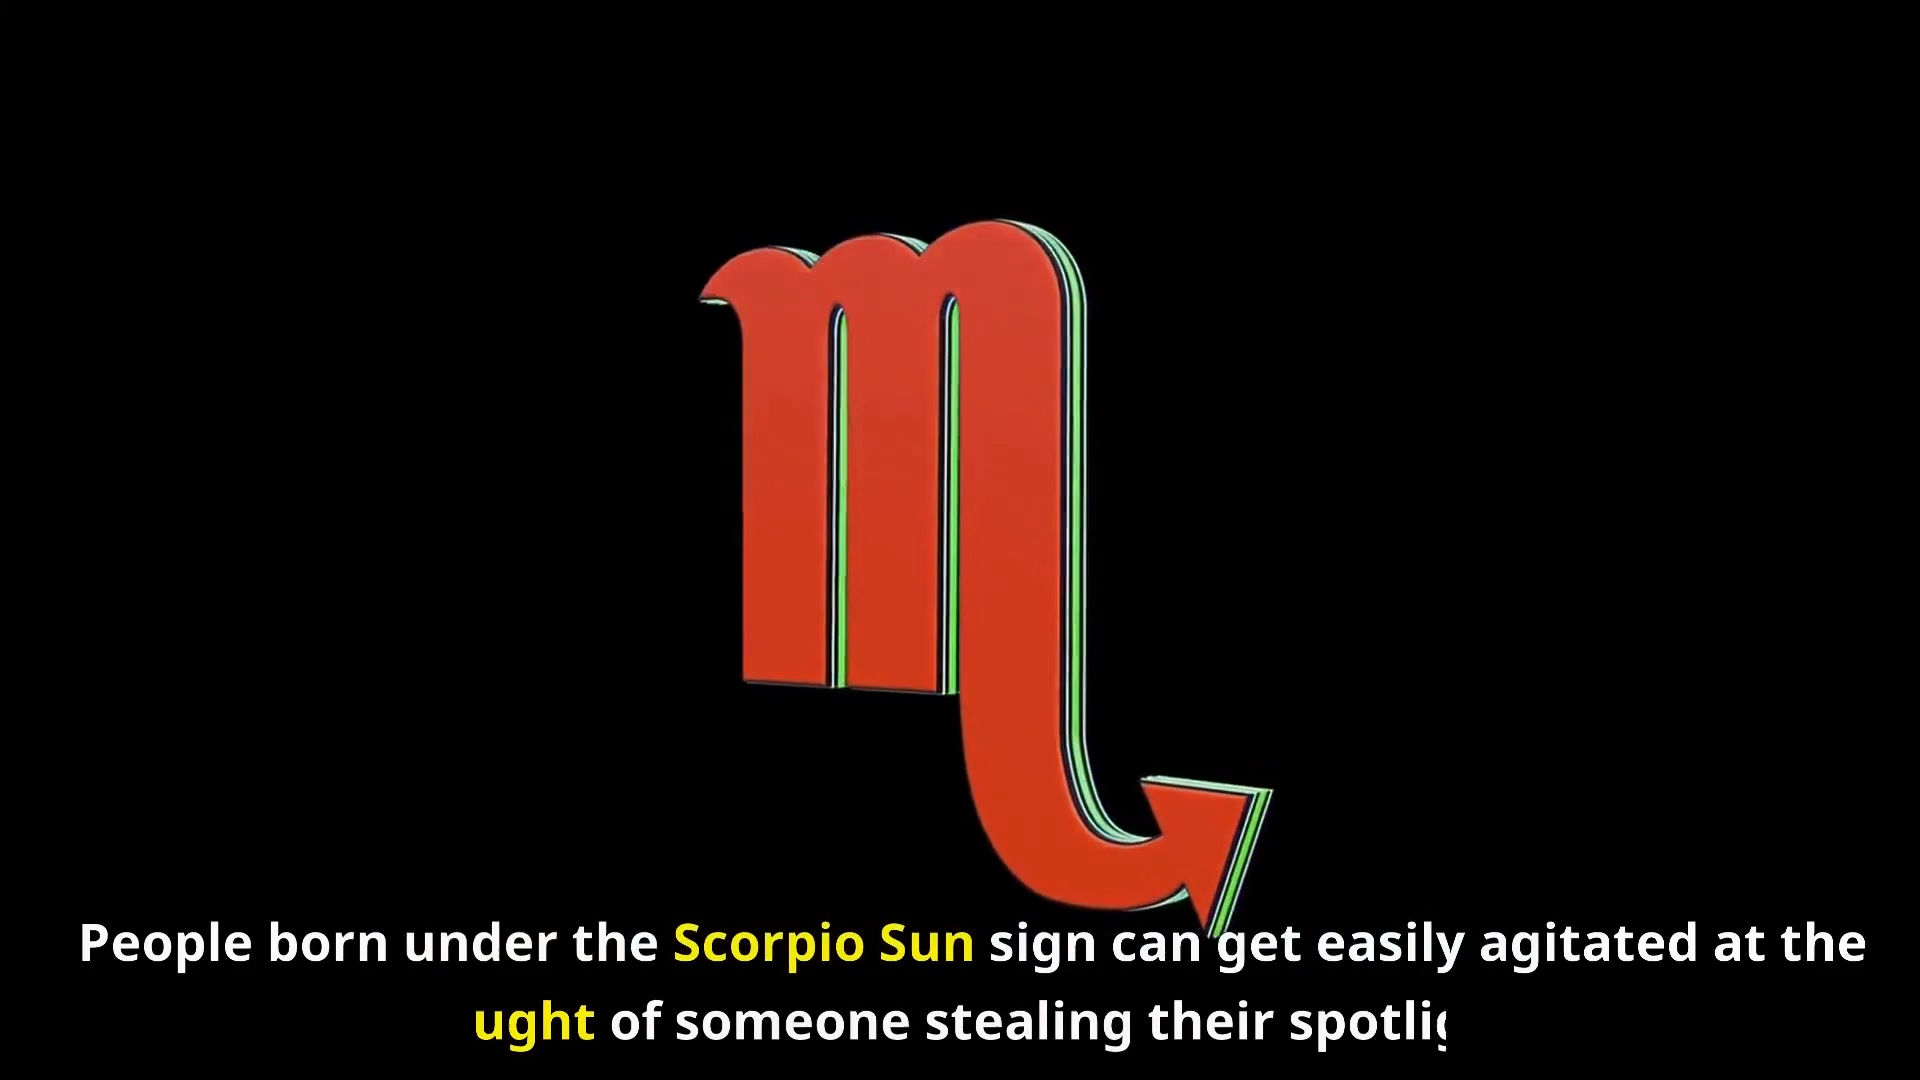 People born under the Scorpio Sun sign can get easily agitated at the
ught of someone stealing their spotli